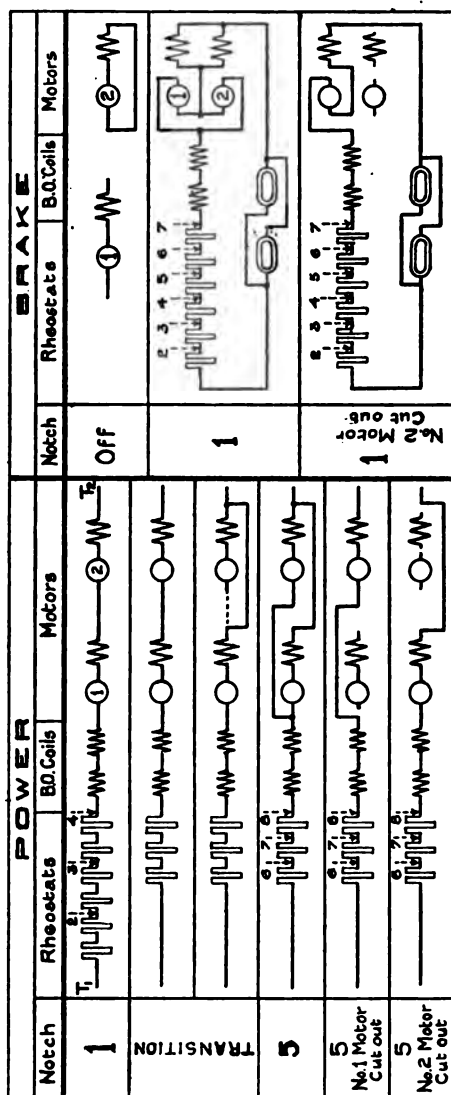 POWER
Notch Rheostats B.O. Coils Motors
1 T1 2 3 4 1 2 T2
TRANSITION
5 6 7 8
5 6 7 8
No.1 Motor
Cut out
5 6 7 8
No.2 Motor
Cut out
BRAKE
Notch Rheostats B.O. Coils Motors
Off 1 2
1 2 3 4 5 6 7 1 2
1 2 3 4 5 6 7
No.2 Motor
Cut out.